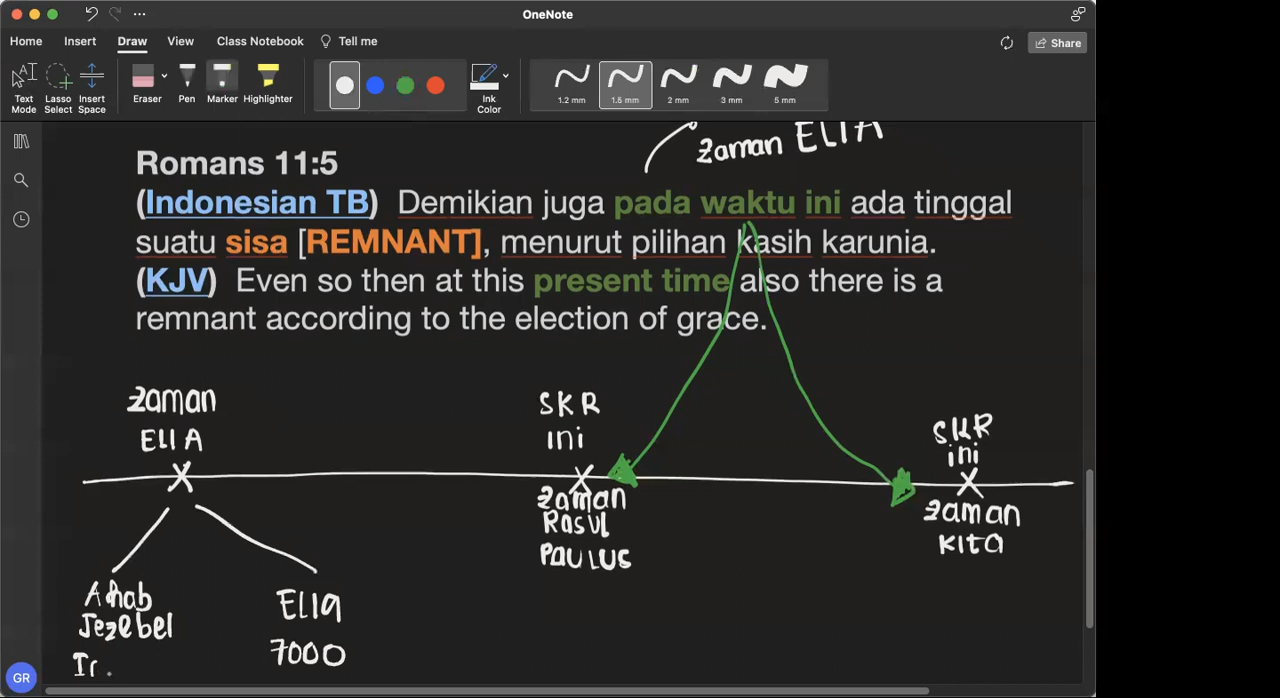 OneNote
Home Insert Draw View Class Notebook Tell me
Share
Text Mode
Lasso Select
Insert Space
Eraser
Pen
Marker
Highlighter
Ink Color
1.2 mm
1.5 mm
2 mm
3 mm
5 mm
zaman ELIA
Romans 11:5
(Indonesian TB) Demikian juga pada waktu ini ada tinggal
suatu sisa [REMNANT], menurut pilihan kasih karunia.
(KJV) Even so then at this present time also there is a
remnant according to the election of grace.
Zaman
ELIA
SKR
ini
SKR
ini
Zaman
Rasul
PAULUS
Zaman
KITA
Ahab
Jezebel
Elia
7000
GR